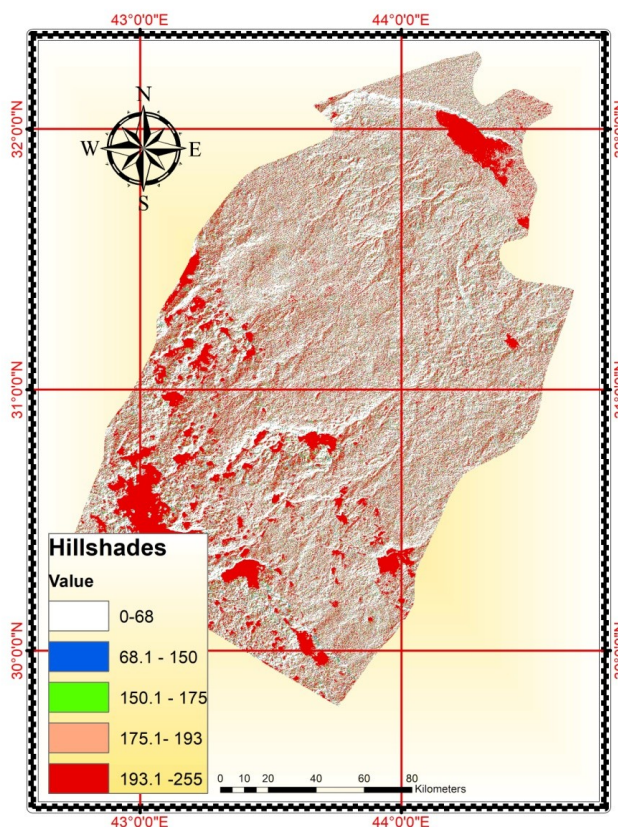 43°0'0"E 44°0'0"E
N
W E
S
32°0'0"N
31°0'0"N
30°0'0"N
Hillshades
Value
0-68
68.1 - 150
150.1 - 175
175.1- 193
193.1 -255
0 5 10 20 40 60 80
Kilometers
43°0'0"E 44°0'0"E